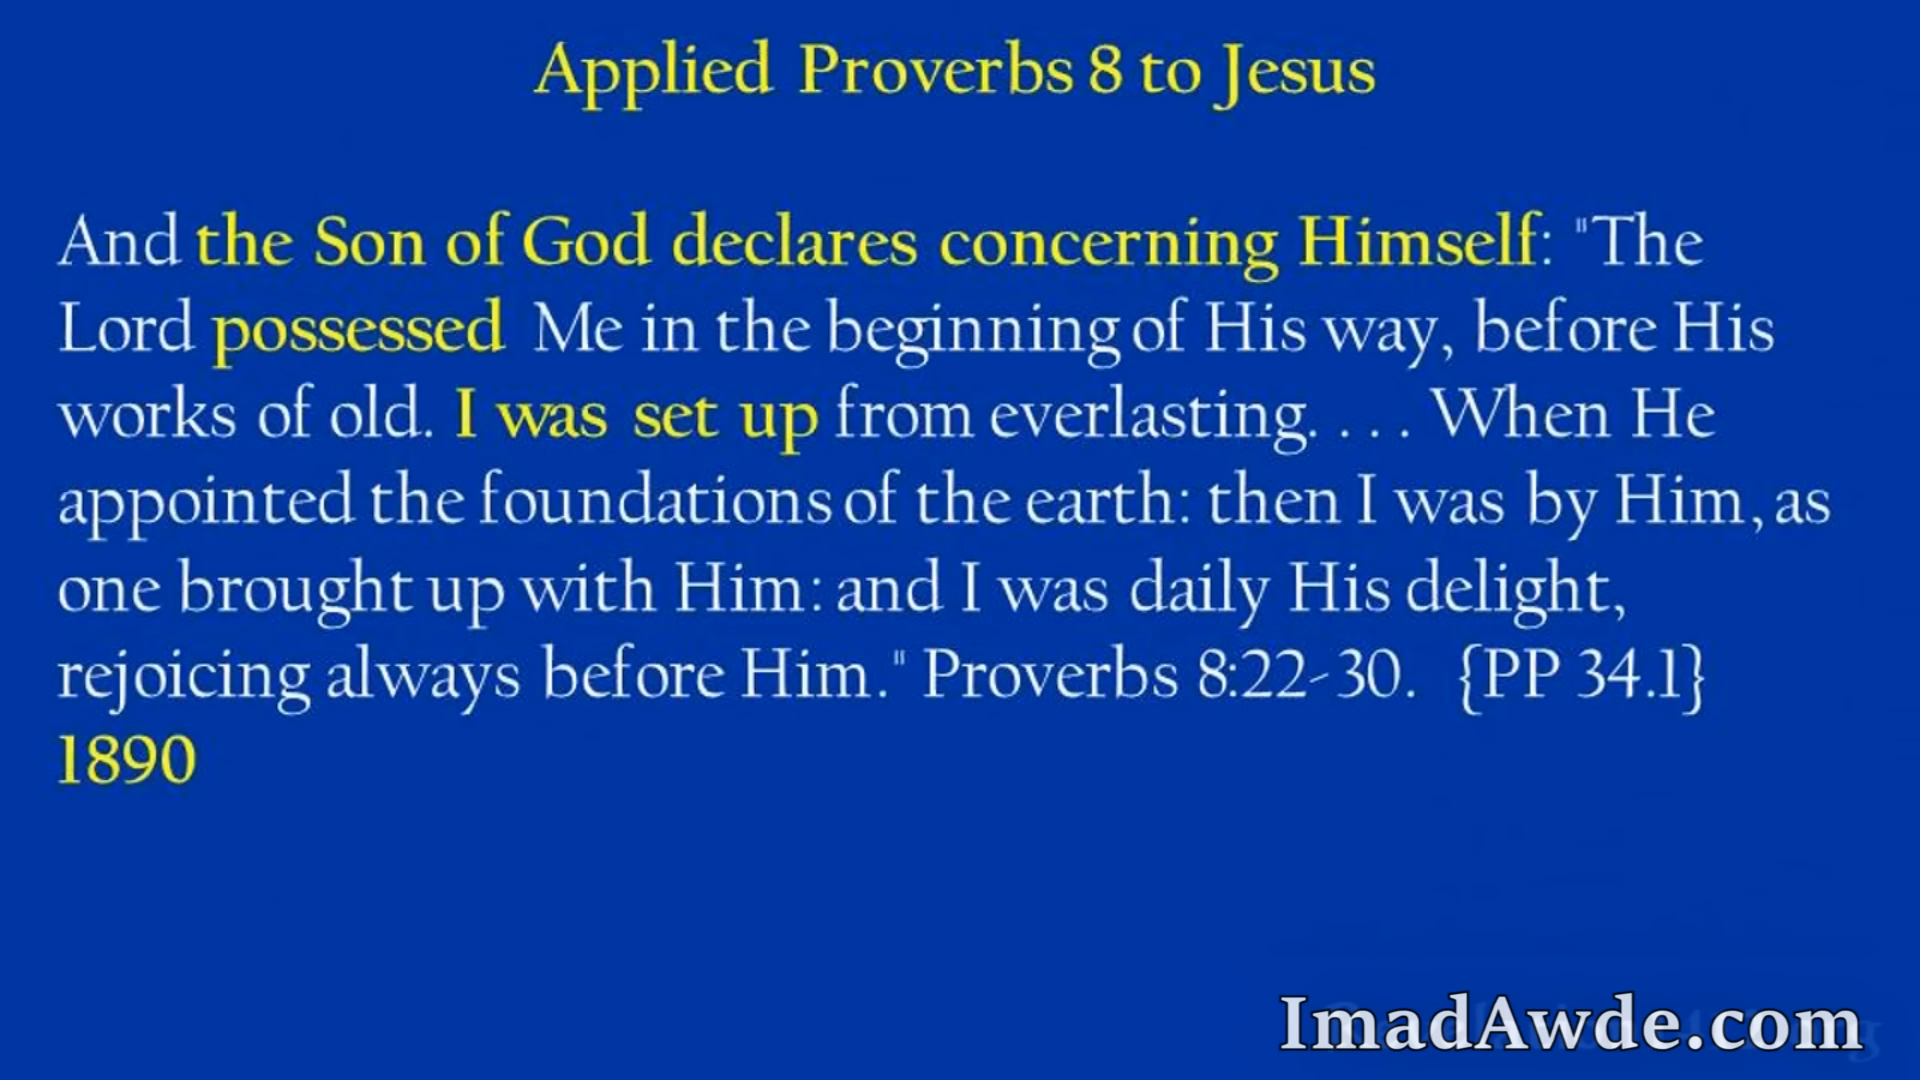 Applied Proverbs 8 to Jesus
And the Son of God declares concerning Himself: "The
Lord possessed Me in the beginning of His way, before His
works of old. I was set up from everlasting. . . . When He
appointed the foundations of the earth: then I was by Him, as
one brought up with Him: and I was daily His delight,
rejoicing always before Him." Proverbs 8:22-30. {PP 34.1}
1890
ImadAwde.com